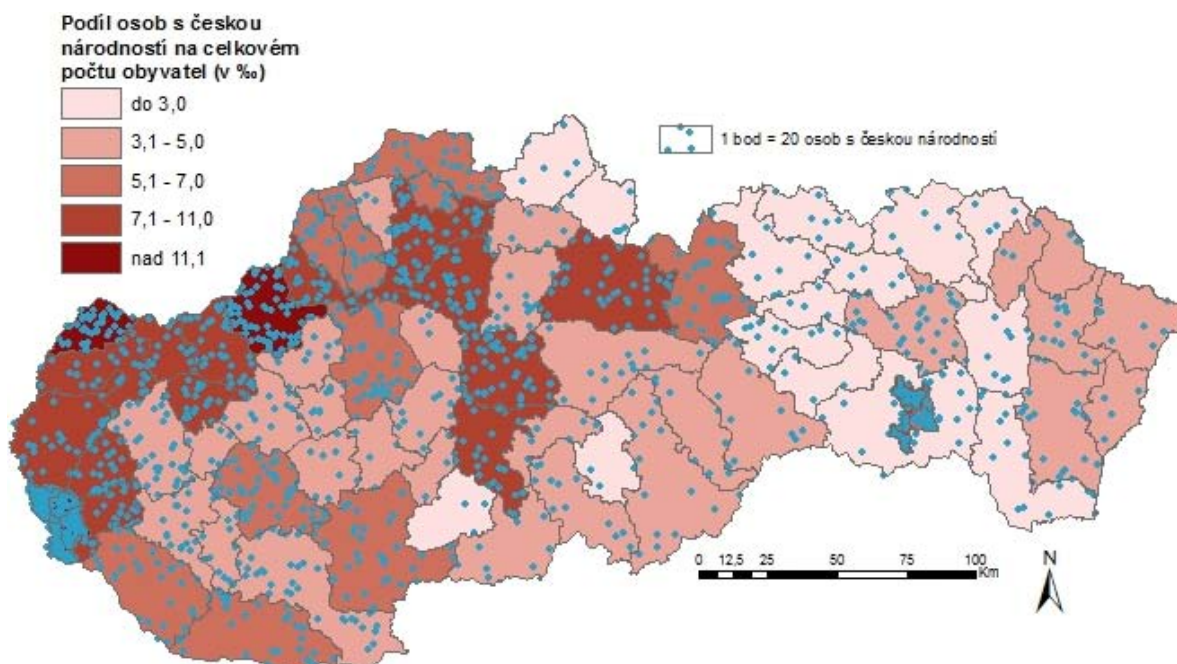 Podíl osob s českou
národností na celkovém
počtu obyvatel (v ‰)
do 3,0
3,1 - 5,0
5,1 - 7,0
7,1 - 11,0
nad 11,1
1 bod = 20 osob s českou národností
0 12,5 25 50 75 100
Km
N